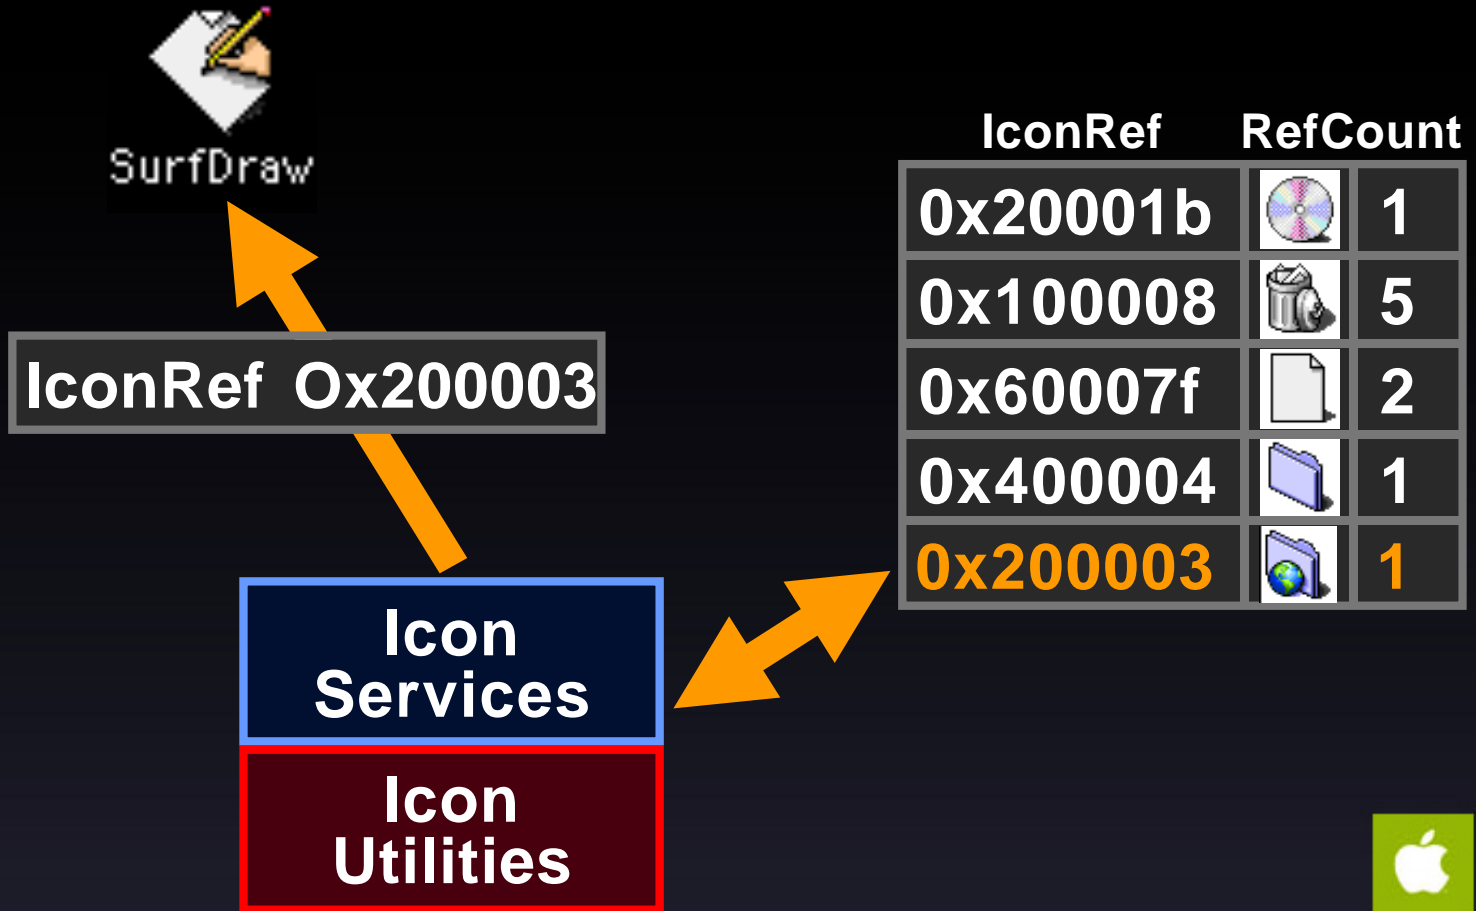 SurfDraw
IconRef RefCount
0x20001b 1
0x100008 5
IconRef Ox200003
0x60007f 2
0x400004 1
0x200003 1
Icon
Services
Icon
Utilities